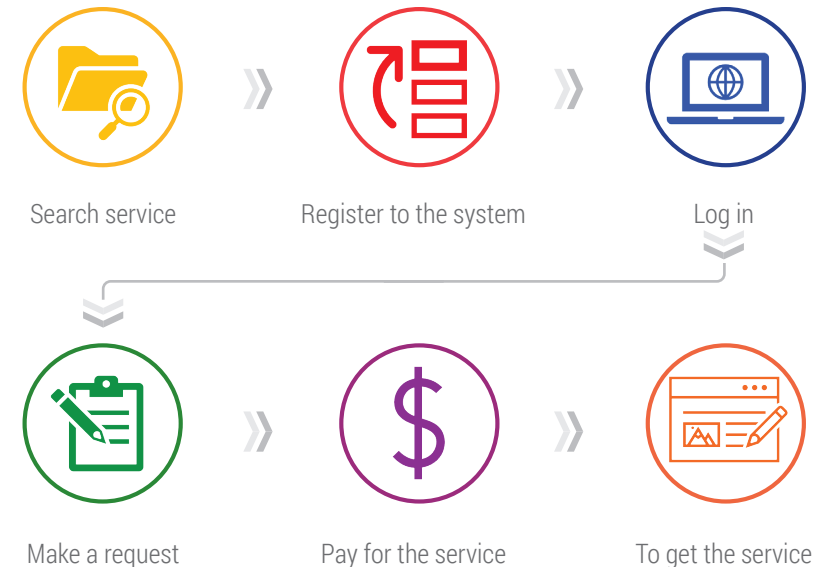 Search service
Register to the system
Log in
Make a request
Pay for the service
To get the service